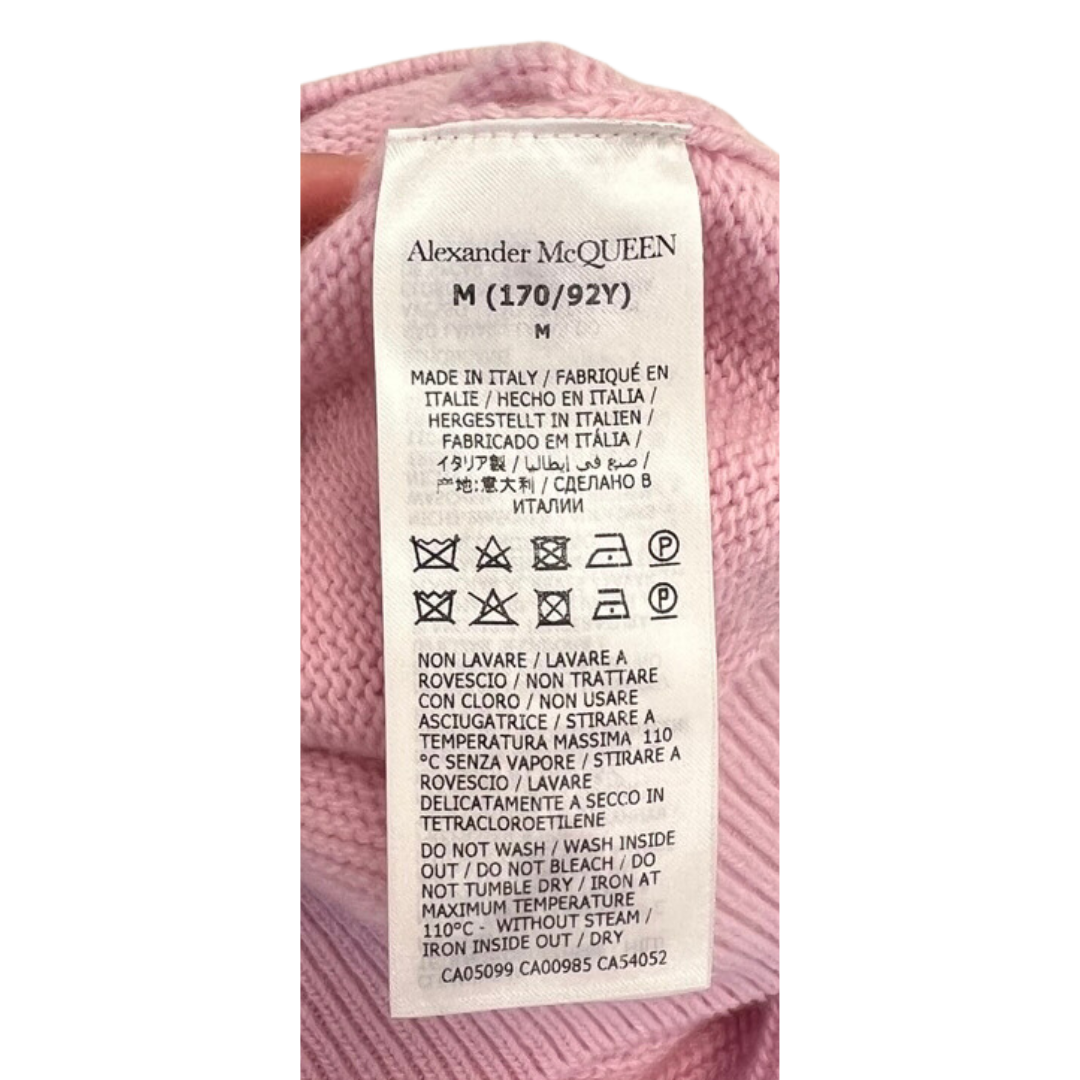 Alexander McQUEEN
M (170/92Y)
M
MADE IN ITALY / FABRIQUÉ EN
ITALIE / HECHO EN ITALIA /
HERGESTELLT IN ITALIEN /
FABRICADO EM ITÁLIA /
イタリア製 / صنع في إيطاليا /
产地:意大利 / СДЕЛАНО В
ИТАЛИИ
P
P
NON LAVARE / LAVARE A
ROVESCIO / NON TRATTARE
CON CLORO / NON USARE
ASCIUGATRICE / STIRARE A
TEMPERATURA MASSIMA 110
°C SENZA VAPORE / STIRARE A
ROVESCIO / LAVARE
DELICATAMENTE A SECCO IN
TETRACLOROETILENE
DO NOT WASH / WASH INSIDE
OUT / DO NOT BLEACH / DO
NOT TUMBLE DRY / IRON AT
MAXIMUM TEMPERATURE
110°C - WITHOUT STEAM /
IRON INSIDE OUT / DRY
CA05099 CA00985 CA54052